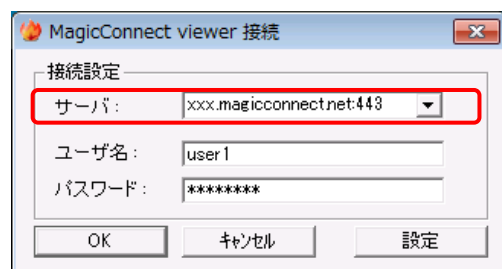 MagicConnect viewer 接続
接続設定
サーバ: xxx.magicconnect.net:443
ユーザ名: user1
パスワード: ********
OK キャンセル 設定